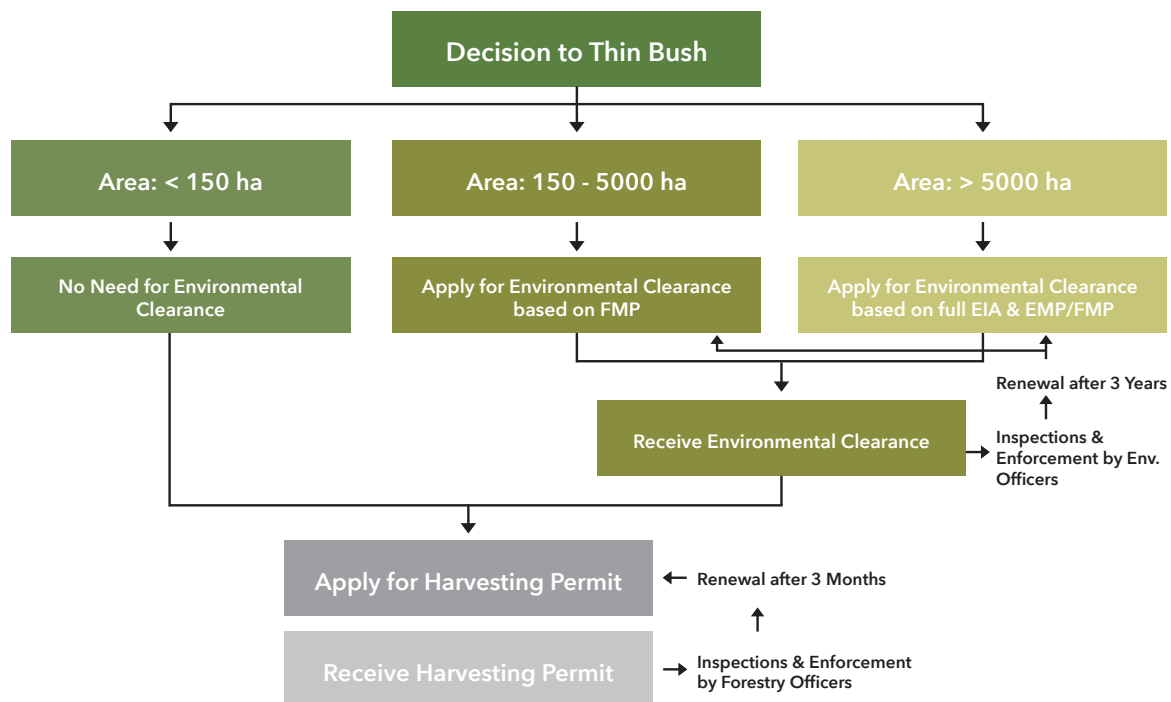 Decision to Thin Bush
Area: < 150 ha
Area: 150 - 5000 ha
Area: > 5000 ha
No Need for Environmental
Clearance
Apply for Environmental Clearance
based on FMP
Apply for Environmental Clearance
based on full EIA & EMP/FMP
Renewal after 3 Years
Receive Environmental Clearance
Inspections &
Enforcement by Env.
Officers
Apply for Harvesting Permit
Renewal after 3 Months
Receive Harvesting Permit
Inspections & Enforcement
by Forestry Officers